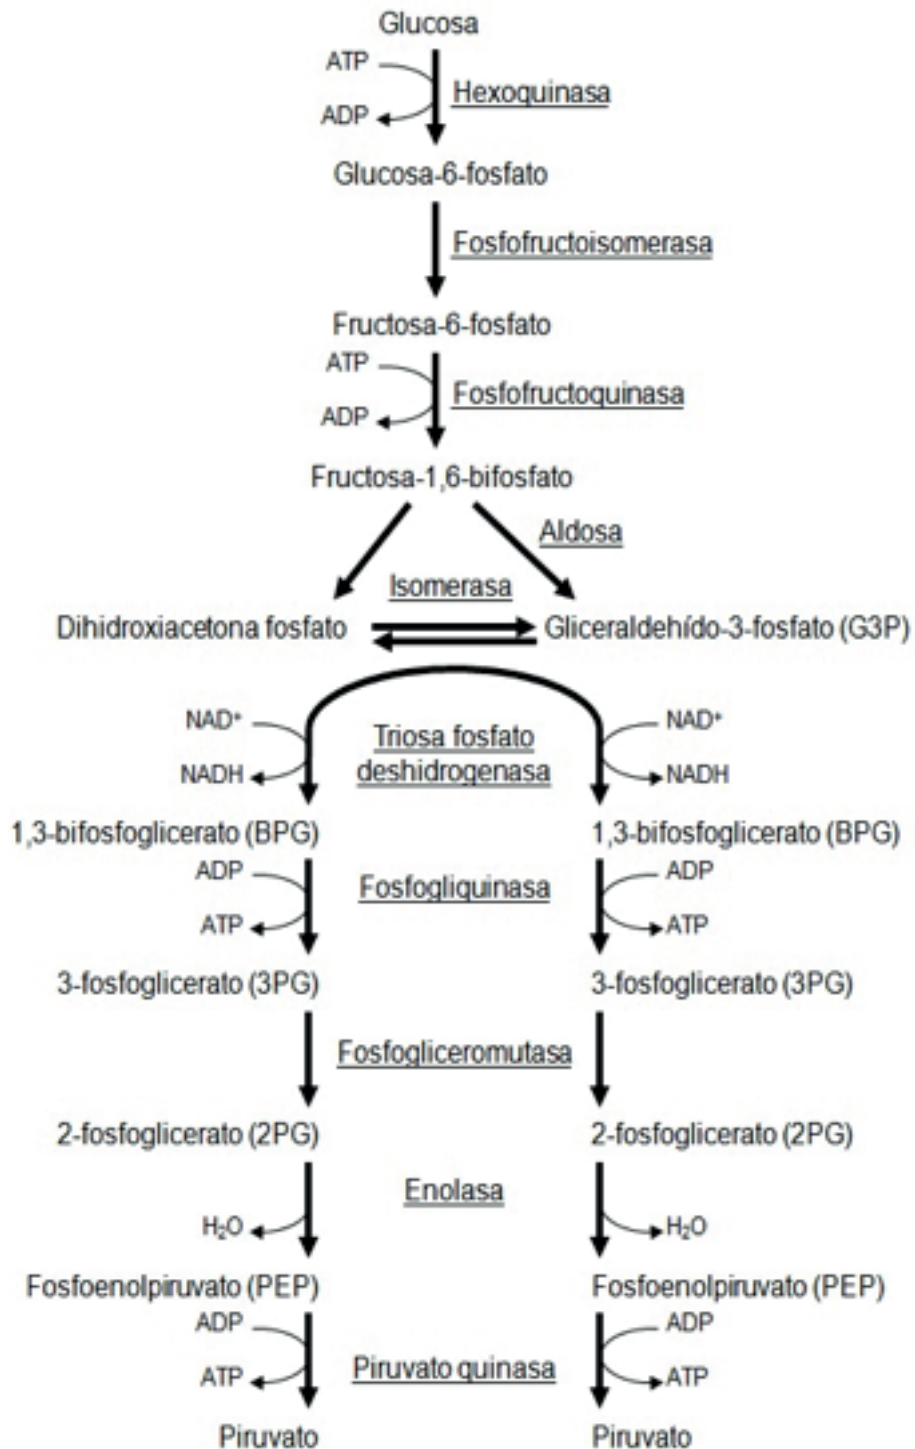 Glucosa
ATP
Hexoquinasa
ADP
Glucosa-6-fosfato
Fosfofructoisomerasa
Fructosa-6-fosfato
ATP
Fosfofructoquinasa
ADP
Fructosa-1,6-bifosfato
Aldosa
Isomerasa
Dihidroxiacetona fosfato
Gliceraldehído-3-fosfato (G3P)
NAD+
NAD+
Triosa fosfato
deshidrogenasa
NADH
NADH
1,3-bifosfoglicerato (BPG)
1,3-bifosfoglicerato (BPG)
ADP
ADP
Fosfogliquinasa
ATP
ATP
3-fosfoglicerato (3PG)
3-fosfoglicerato (3PG)
Fosfogliceromutasa
2-fosfoglicerato (2PG)
2-fosfoglicerato (2PG)
Enolasa
H₂O
H₂O
Fosfoenolpiruvato (PEP)
Fosfoenolpiruvato (PEP)
ADP
ADP
Piruvato quinasa
ATP
ATP
Piruvato
Piruvato